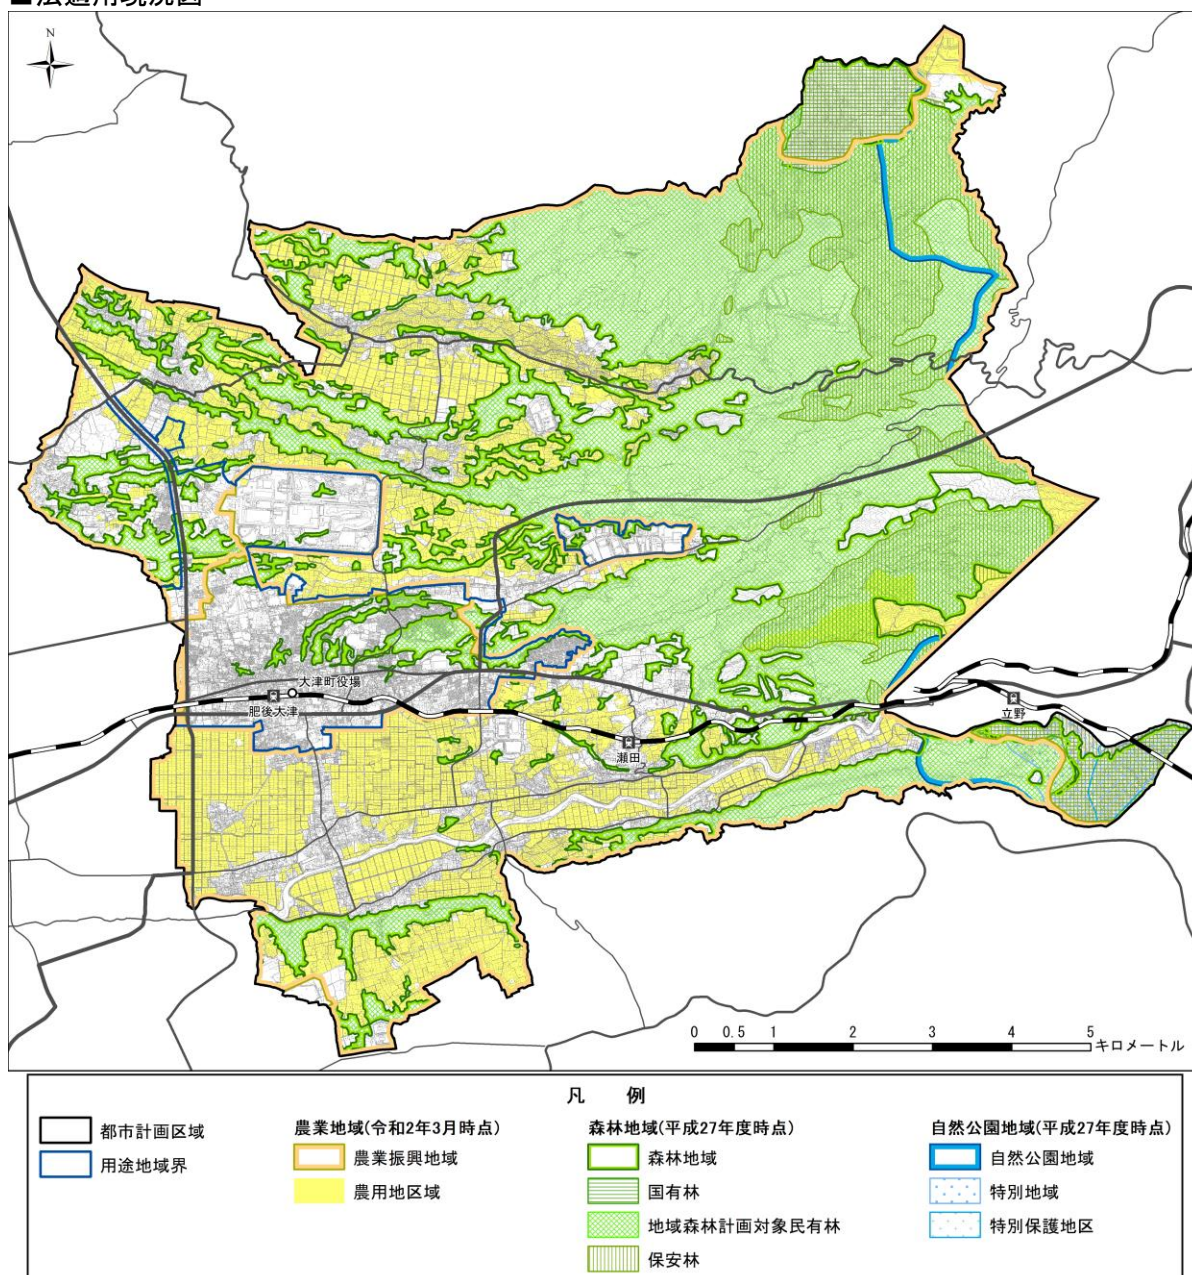 ■法適用現況図
N
大津町役場
肥後大津
瀬田
立野
0 0.5 1 2 3 4 5
キロメートル
凡 例
都市計画区域
用途地域界
農業地域(令和2年3月時点)
農業振興地域
農用地区域
森林地域(平成27年度時点)
森林地域
国有林
地域森林計画対象民有林
保安林
自然公園地域(平成27年度時点)
自然公園地域
特別地域
特別保護地区